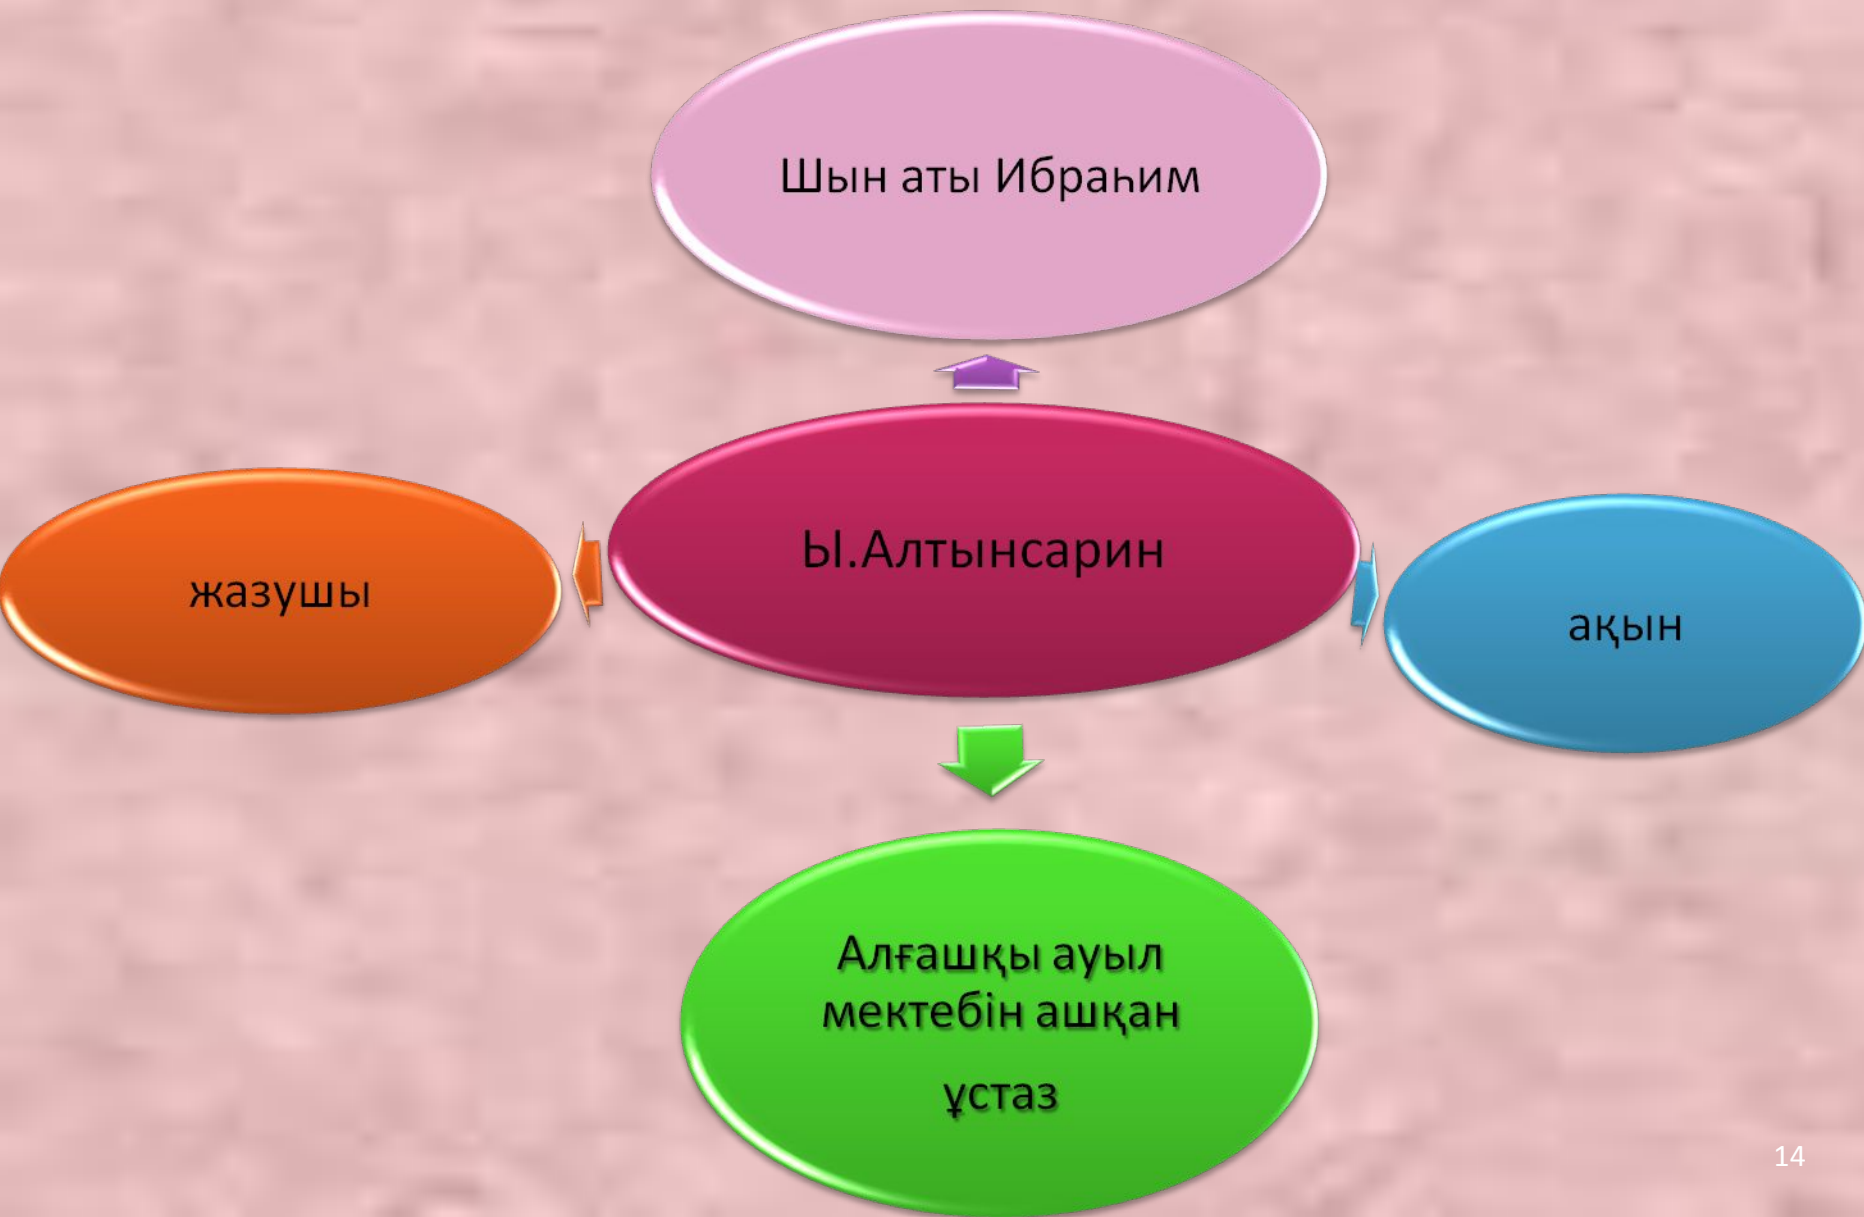 Шын аты Ибраһим
Ы.Алтынсарин
жазушы
ақын
Алғашқы ауыл
мектебін ашқан
ұстаз
14